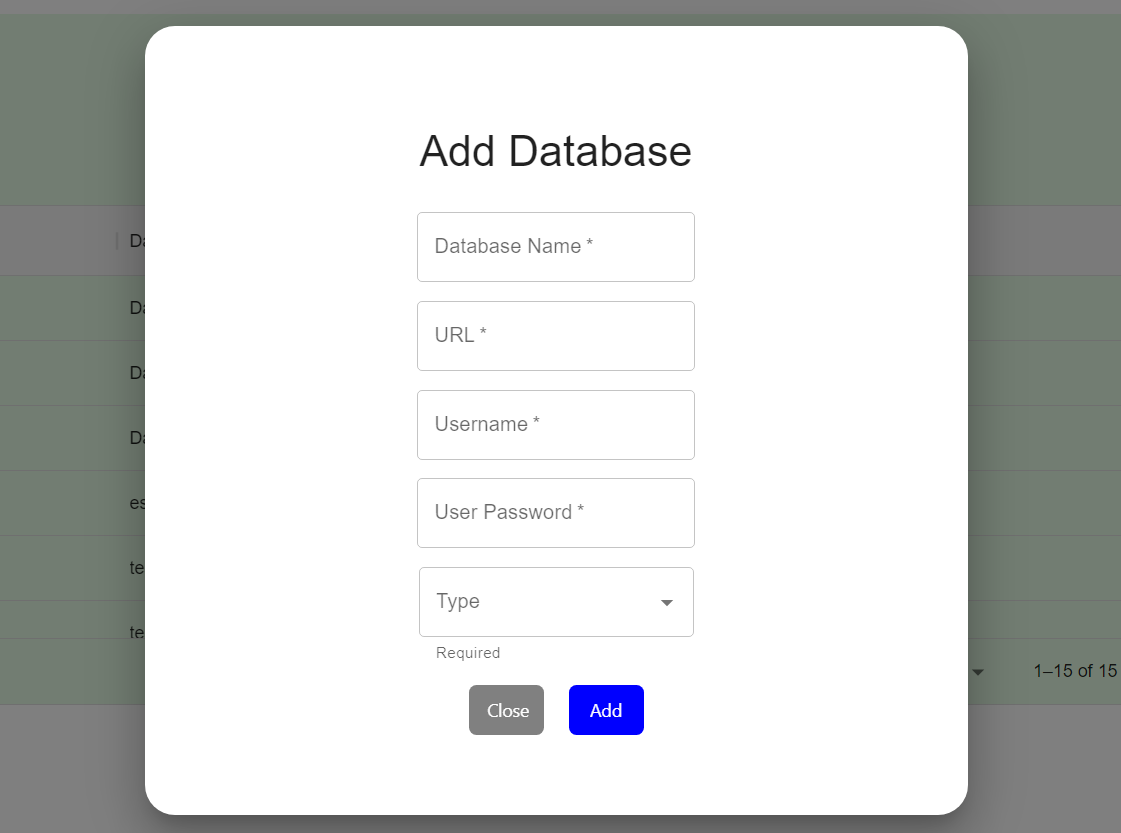 Add Database
Database Name *
URL *
Username *
User Password *
Type
Required
Close Add
Da
Da
Da
Da
es
te
te
1–15 of 15